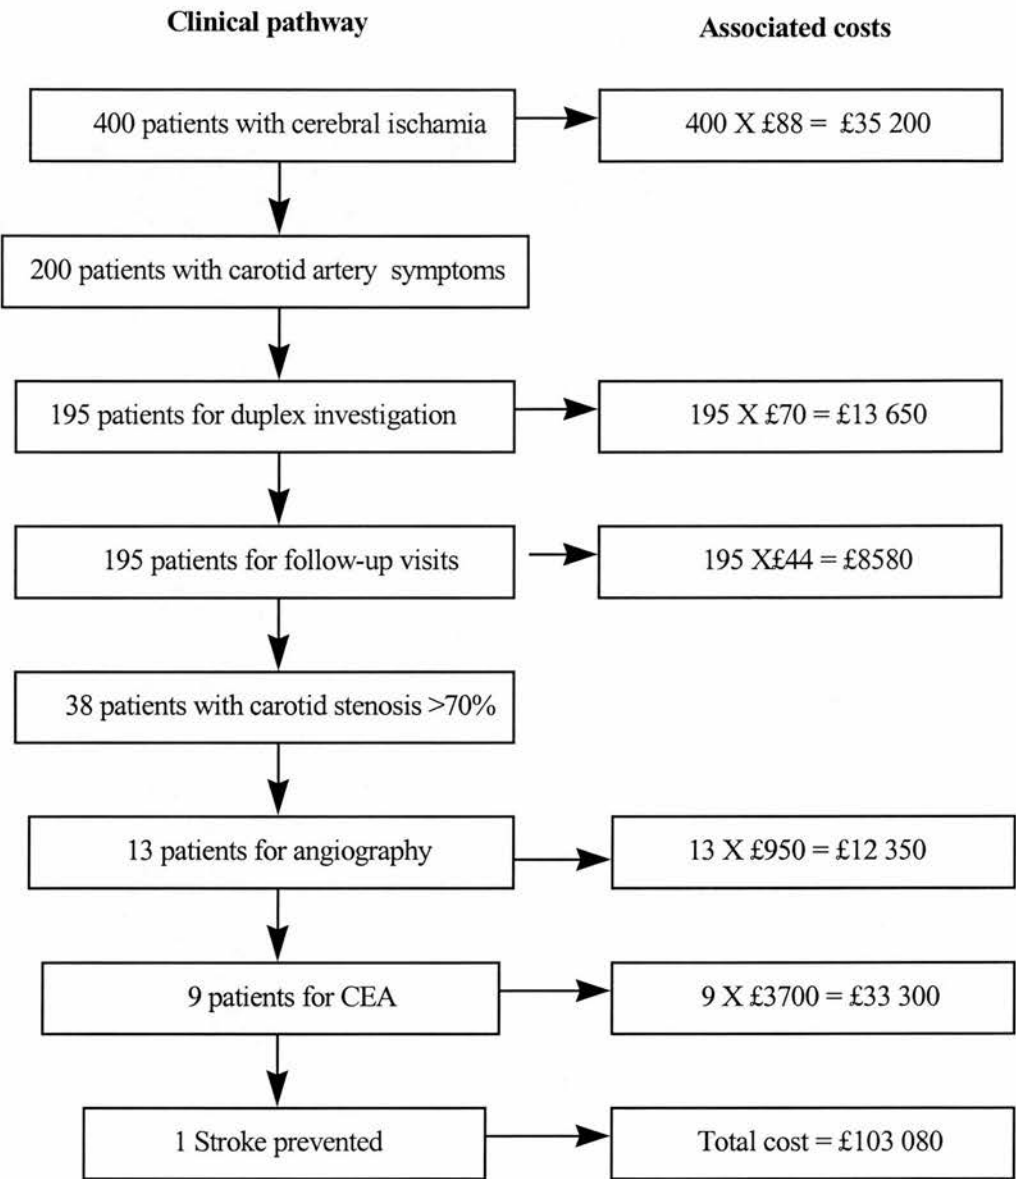 Clinical pathway
Associated costs
400 patients with cerebral ischamia
400 X £88 = £35 200
200 patients with carotid artery symptoms
195 patients for duplex investigation
195 X £70 = £13 650
195 patients for follow-up visits
195 X£44 = £8580
38 patients with carotid stenosis >70%
13 patients for angiography
13 X £950 = £12 350
9 patients for CEA
9 X £3700 = £33 300
1 Stroke prevented
Total cost = £103 080